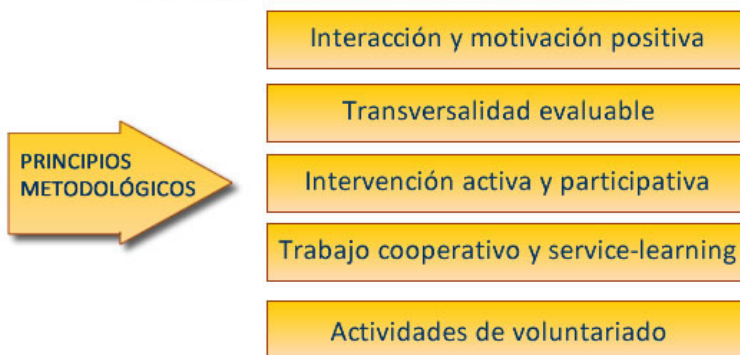 Interacción y motivación positiva
Transversalidad evaluable
PRINCIPIOS
METODOLÓGICOS
Intervención activa y participativa
Trabajo cooperativo y service-learning
Actividades de voluntariado